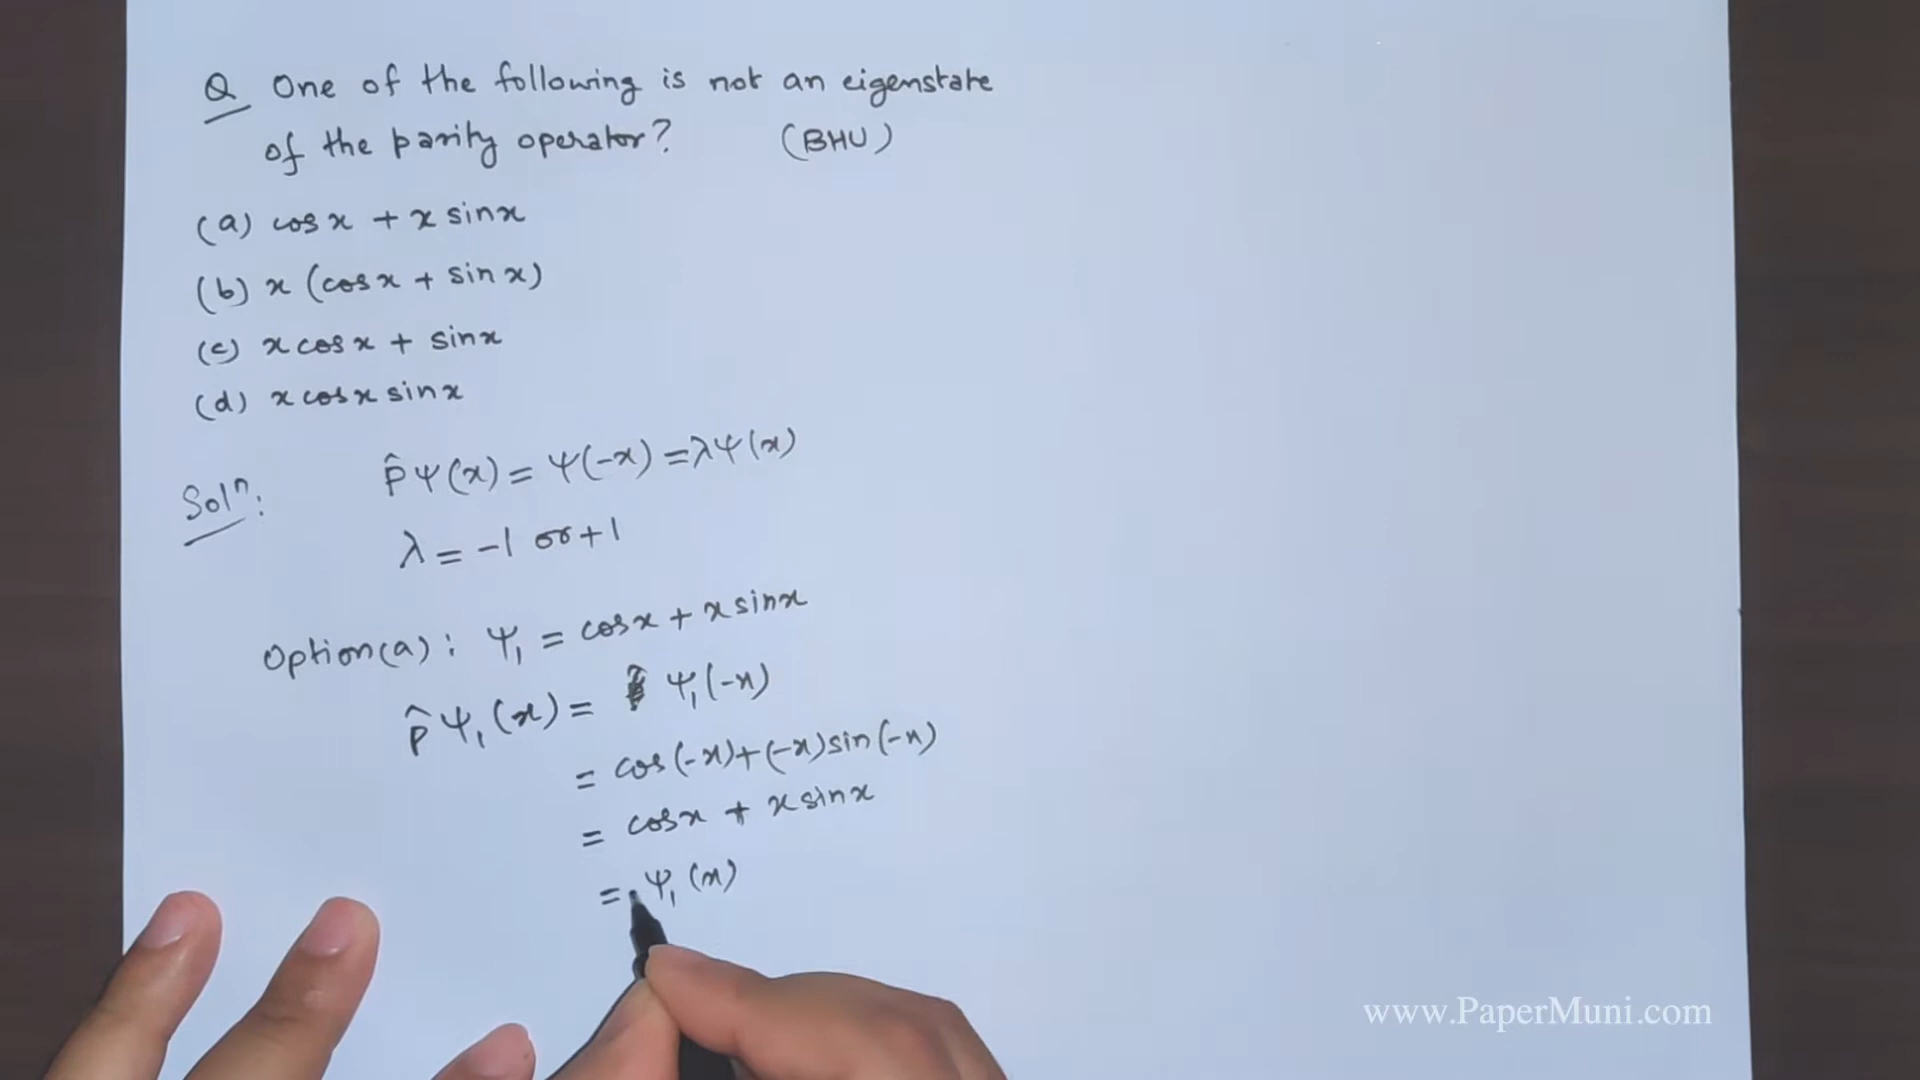 Q One of the following is not an eigenstate
of the parity operator? (BHU)
(a) cos x + x sin x
(b) x (cos x + sin x)
(c) x cos x + sin x
(d) x cos x sin x
Solⁿ: P̂ Ψ(x) = Ψ(-x) = λΨ(x)
λ = -1 or +1
Option(a): Ψ₁ = cos x + x sin x
P̂ Ψ₁(x) = Ψ₁(-x)
= cos(-x)+(-x)sin(-x)
= cos x + x sin x
= Ψ₁(x)
www.PaperMuni.com